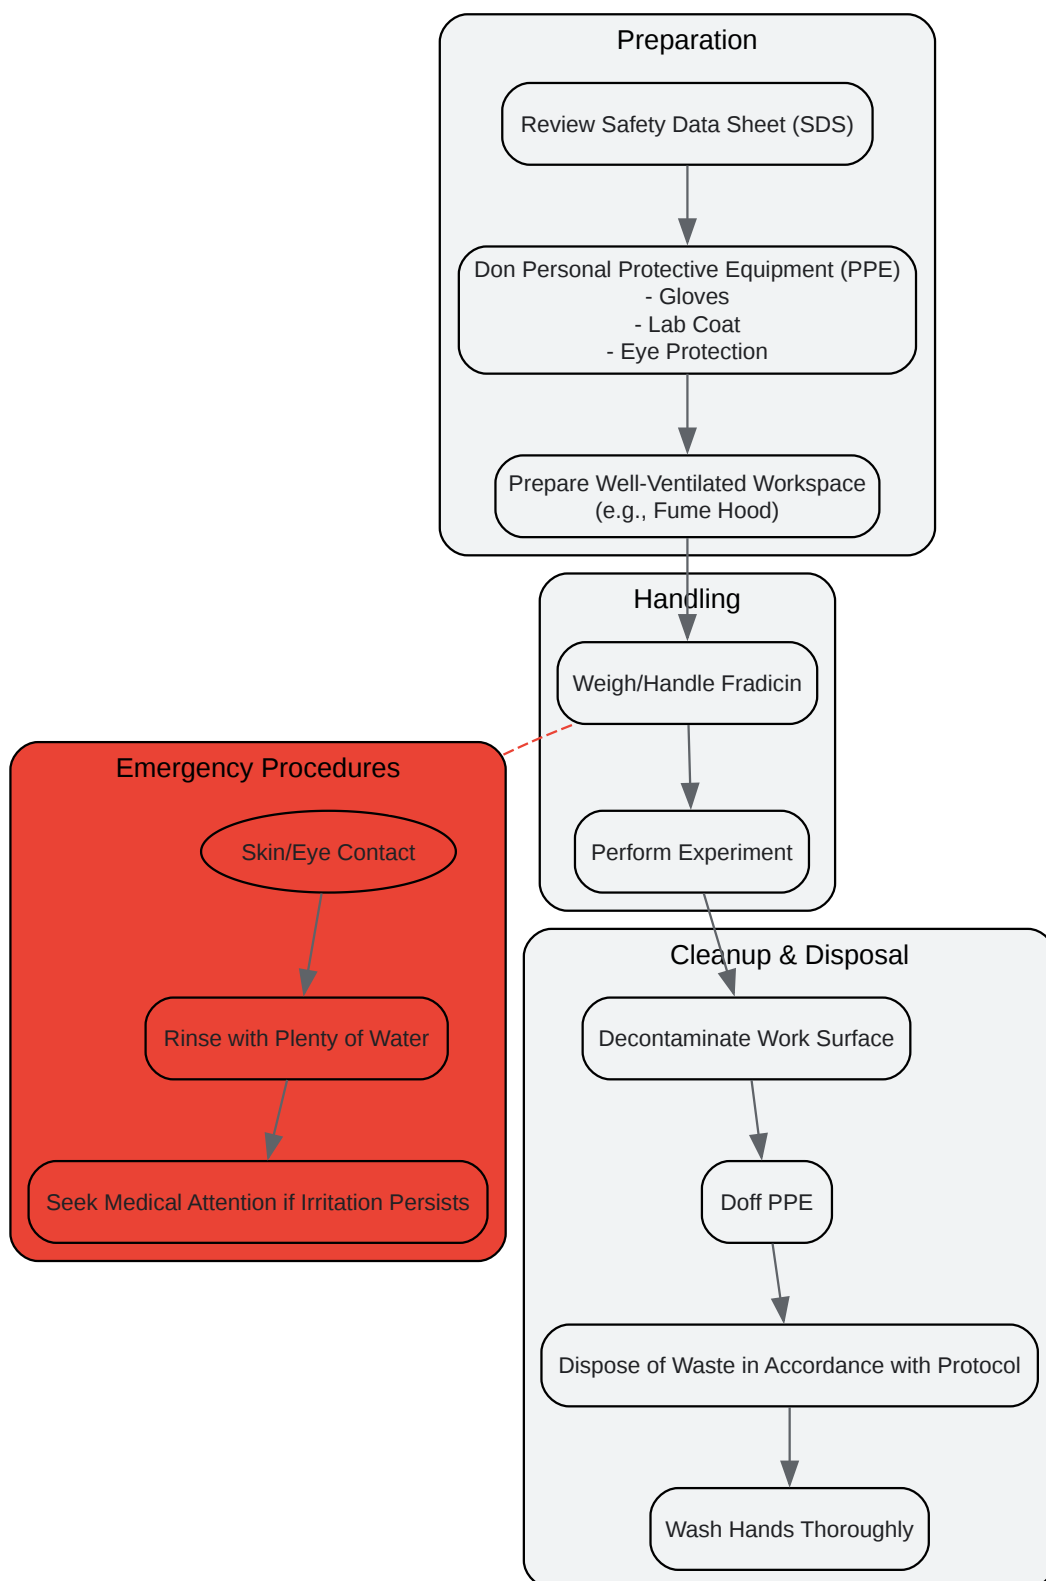 Preparation
Review Safety Data Sheet (SDS)
Don Personal Protective Equipment (PPE)
- Gloves
- Lab Coat
- Eye Protection
Prepare Well-Ventilated Workspace
(e.g., Fume Hood)
Handling
Weigh/Handle Fradicin
Perform Experiment
Emergency Procedures
Skin/Eye Contact
Rinse with Plenty of Water
Seek Medical Attention if Irritation Persists
Cleanup & Disposal
Decontaminate Work Surface
Doff PPE
Dispose of Waste in Accordance with Protocol
Wash Hands Thoroughly